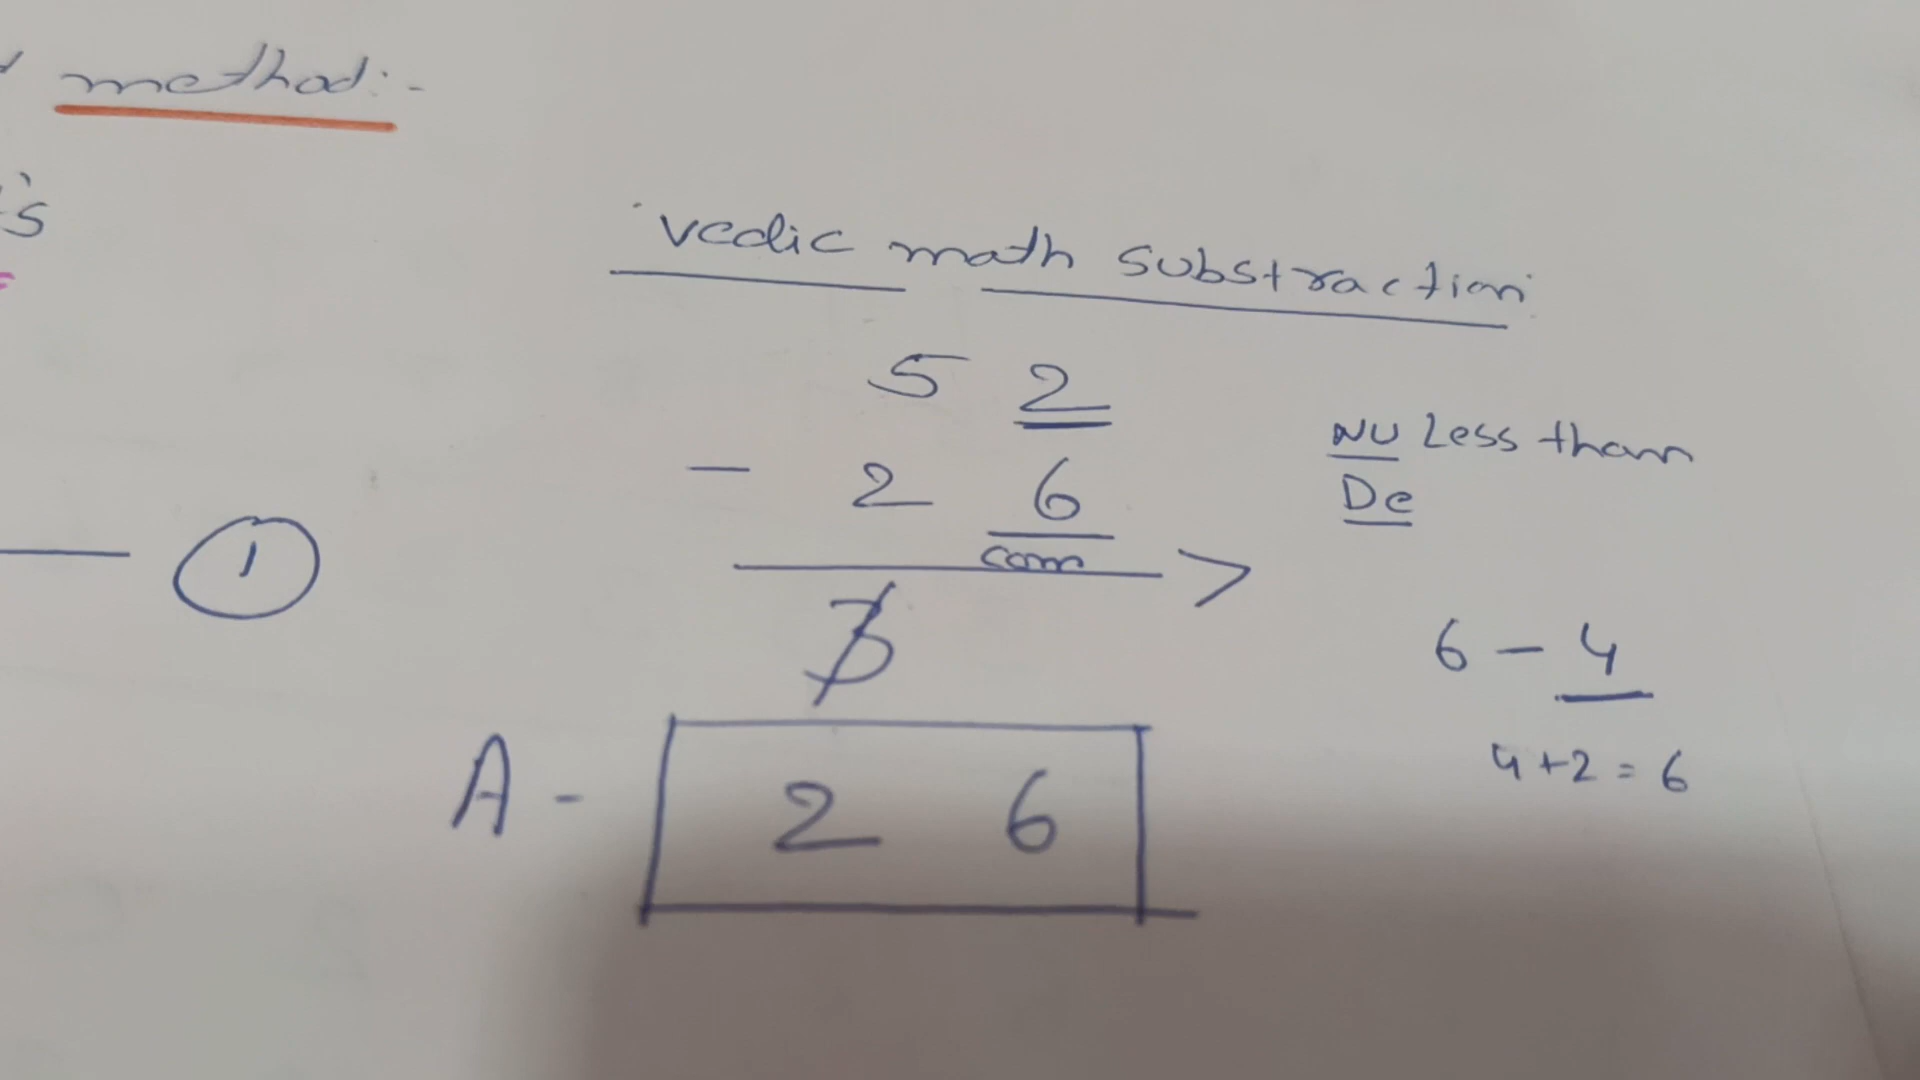 method:-
's
vedic math substraction
5 2
- 2 6
com
>
3
A - 2 6
1
NU Less than
De
6 - 4
4+2=6